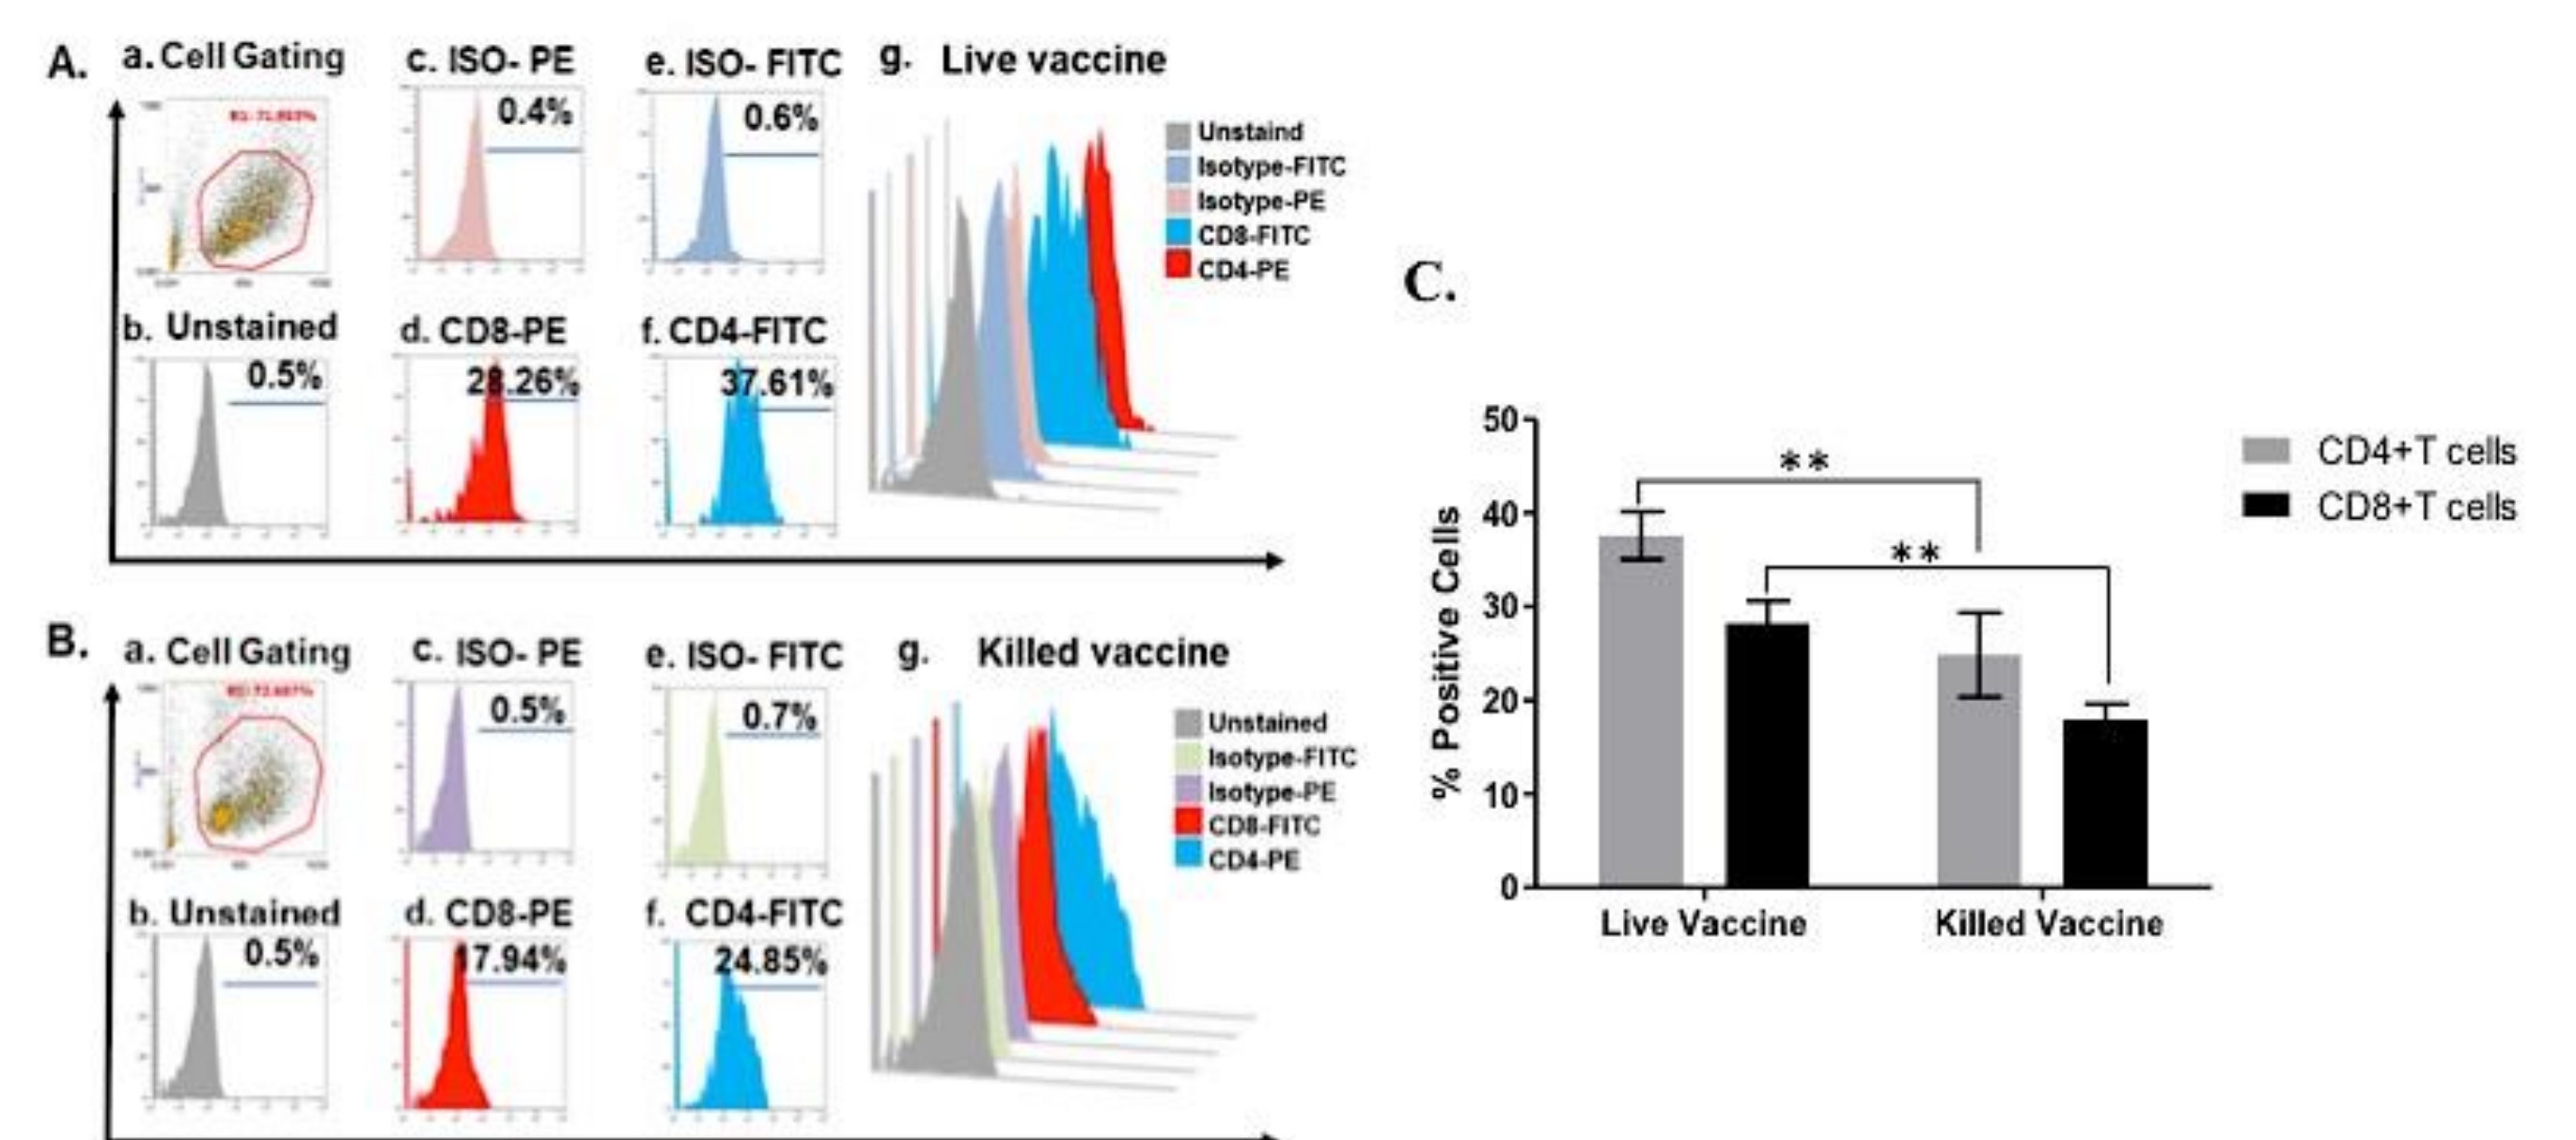 A.
a. Cell Gating
c. ISO- PE
0.4%
e. ISO- FITC
0.6%
g. Live vaccine
Unstaind
Isotype-FITC
Isotype-PE
CD8-FITC
CD4-PE
b. Unstained
0.5%
d. CD8-PE
28.26%
f. CD4-FITC
37.61%
B.
a. Cell Gating
c. ISO- PE
0.5%
e. ISO- FITC
0.7%
g. Killed vaccine
Unstained
Isotype-FITC
Isotype-PE
CD8-FITC
CD4-PE
b. Unstained
0.5%
d. CD8-PE
17.94%
f. CD4-FITC
24.85%
C.
% Positive Cells
50
40
30
20
10
0
**
**
CD4+T cells
CD8+T cells
Live Vaccine
Killed Vaccine